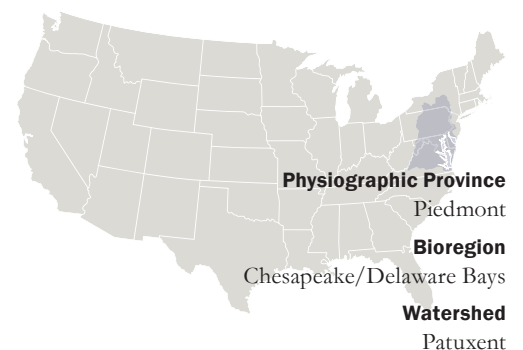 Physiographic Province
Piedmont
Bioregion
Chesapeake/Delaware Bays
Watershed
Patuxent